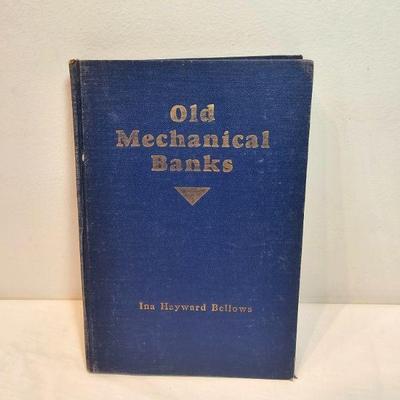 Old
Mechanical
Banks
Ina Hayward Bellows